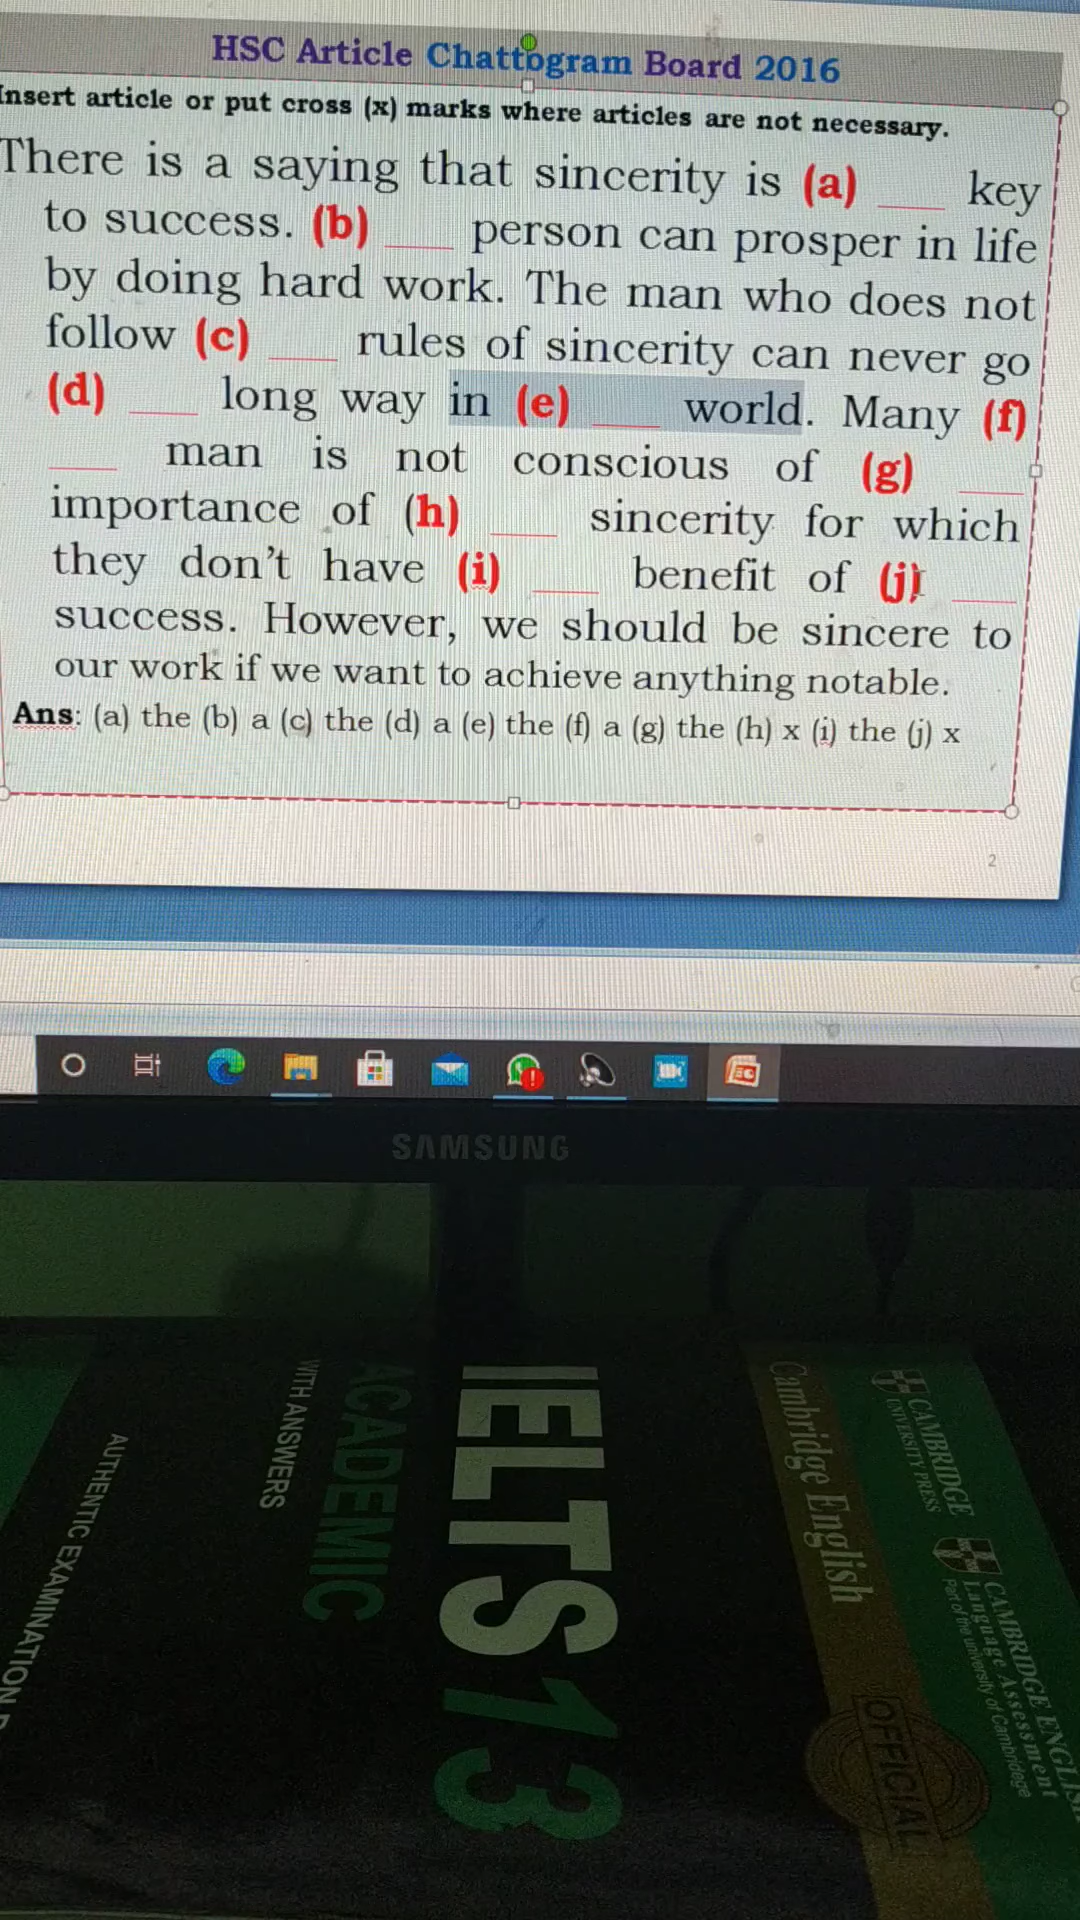 HSC Article Chattogram Board 2016
Insert article or put cross (x) marks where articles are not necessary.
There is a saying that sincerity is (a) ___ key
to success. (b) ___ person can prosper in life
by doing hard work. The man who does not
follow (c) ___ rules of sincerity can never go
(d) ___ long way in (e) ___ world. Many (f)
___ man is not conscious of (g) ___
importance of (h) ___ sincerity for which
they don't have (i) ___ benefit of (j) ___
success. However, we should be sincere to
our work if we want to achieve anything notable.
Ans: (a) the (b) a (c) the (d) a (e) the (f) a (g) the (h) x (i) the (j) x
2
SAMSUNG
CAMBRIDGE
UNIVERSITY PRESS
CAMBRIDGE ENGLISH
Language Assessment
Part of the University of Cambridge
Cambridge English
OFFICIAL
IELTS 13
ACADEMIC
WITH ANSWERS
AUTHENTIC EXAMINATION